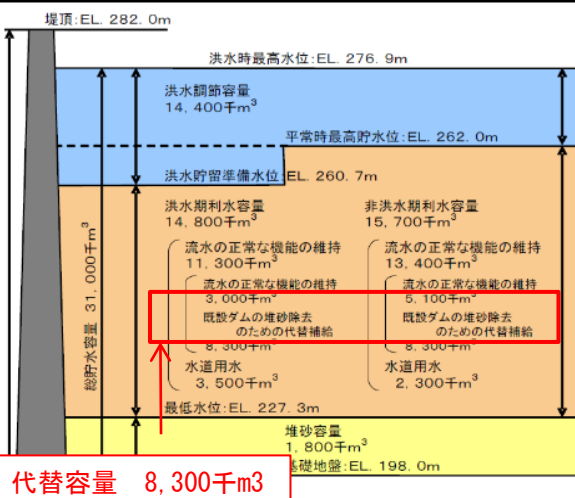 堤頂:EL. 282. 0m
洪水時最高水位:EL. 276. 9m
洪水調節容量
14, 400千m³
平常時最高貯水位:EL. 262. 0m
洪水貯留準備水位:EL. 260. 7m
洪水期利水容量
14, 800千m³
流水の正常な機能の維持
11, 300千m³
流水の正常な機能の維持
3, 000千m³
既設ダムの堆砂除去
のための代替補給
8, 300千m³
水道用水
3, 500千m³
非洪水期利水容量
15, 700千m³
流水の正常な機能の維持
13, 400千m³
流水の正常な機能の維持
5, 100千m³
既設ダムの堆砂除去
のための代替補給
8, 300千m³
水道用水
2, 300千m³
総貯水容量 31, 000千m³
最低水位:EL. 227. 3m
堆砂容量
1, 800千m³
基礎地盤:EL. 198. 0m
代替容量 8,300千m3